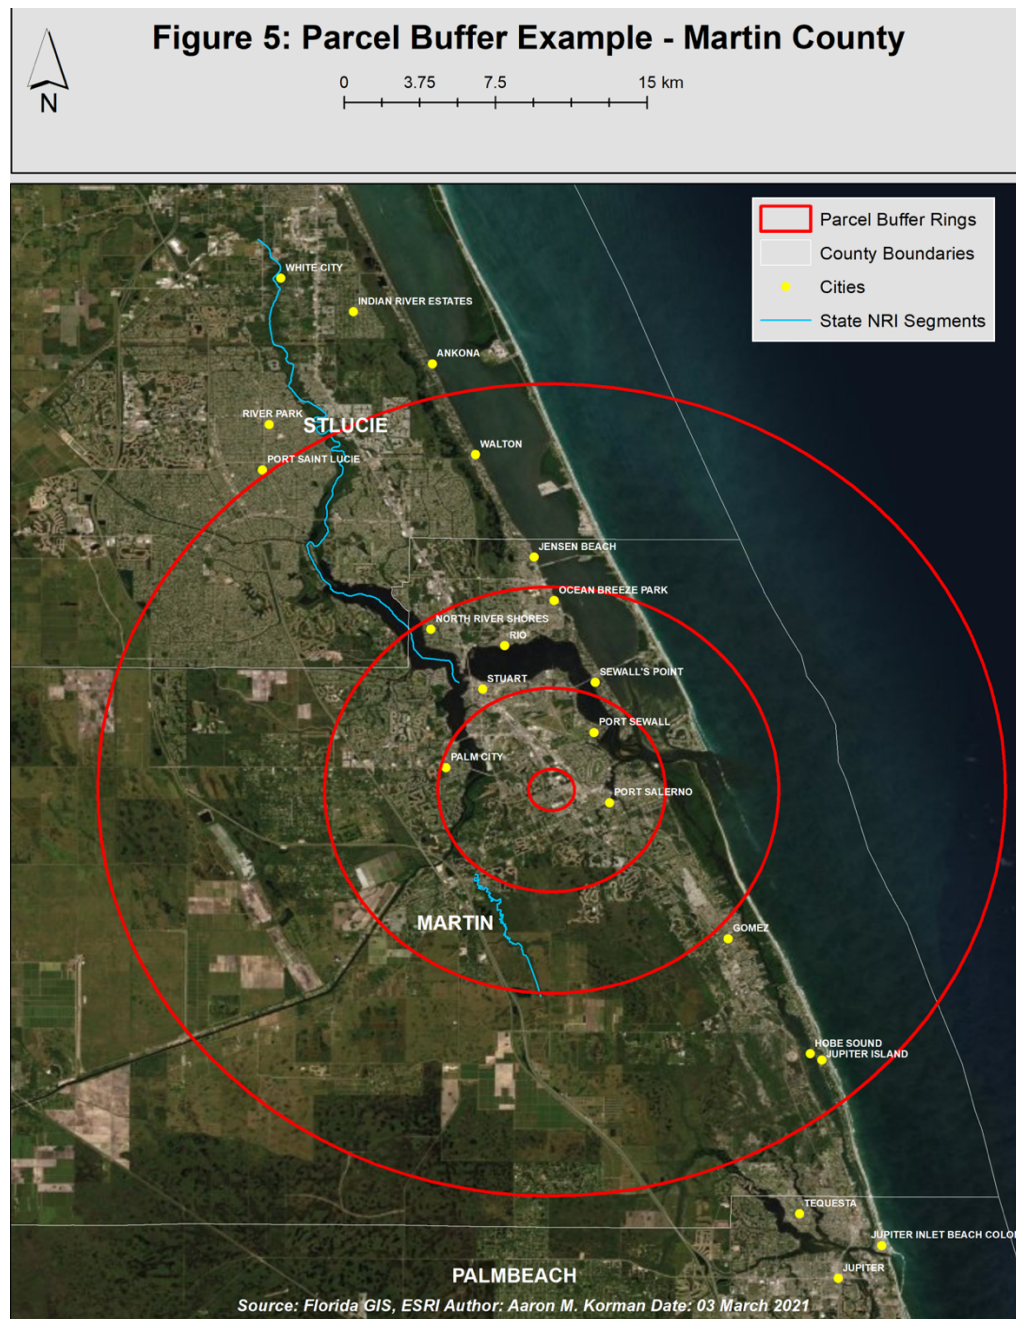 Figure 5: Parcel Buffer Example - Martin County
N
0 3.75 7.5 15 km
Parcel Buffer Rings
County Boundaries
Cities
State NRI Segments
WHITE CITY
INDIAN RIVER ESTATES
ANKONA
RIVER PARK
STLUCIE
WALTON
PORT SAINT LUCIE
JENSEN BEACH
OCEAN BREEZE PARK
NORTH RIVER SHORES
RIO
SEWALL'S POINT
STUART
PORT SEWALL
PALM CITY
PORT SALERNO
MARTIN
GOMEZ
HOBE SOUND
JUPITER ISLAND
TEQUESTA
JUPITER INLET BEACH COLO
JUPITER
PALMBEACH
Source: Florida GIS, ESRI Author: Aaron M. Korman Date: 03 March 2021